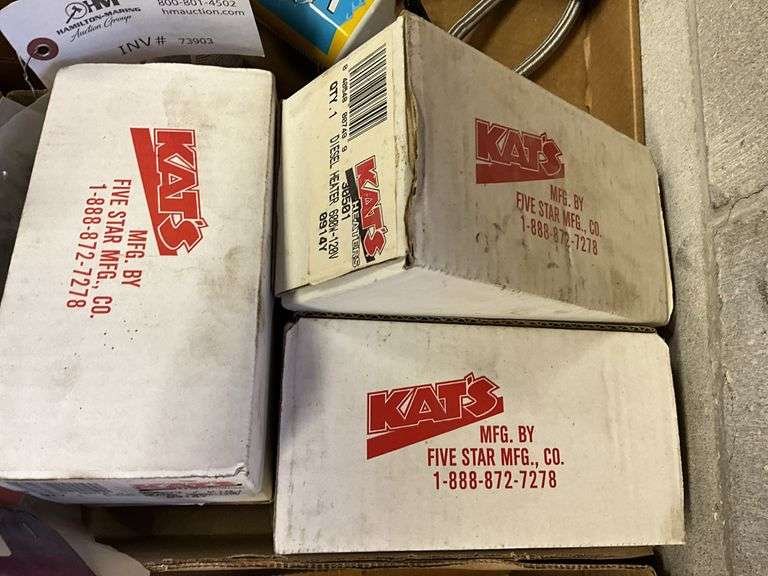 HM
HAMILTON-MARING
Auction Group
800-801-4502
hmauction.com
INV# 73903
KAT'S
MFG. BY
FIVE STAR MFG., CO.
1-888-872-7278
QTY. 1 DIESEL HEATER 600W-120V
KAT'S
HEATERS
30501
0914Y
KAT'S
MFG. BY
FIVE STAR MFG., CO.
1-888-872-7278
KAT'S
MFG. BY
FIVE STAR MFG., CO.
1-888-872-7278